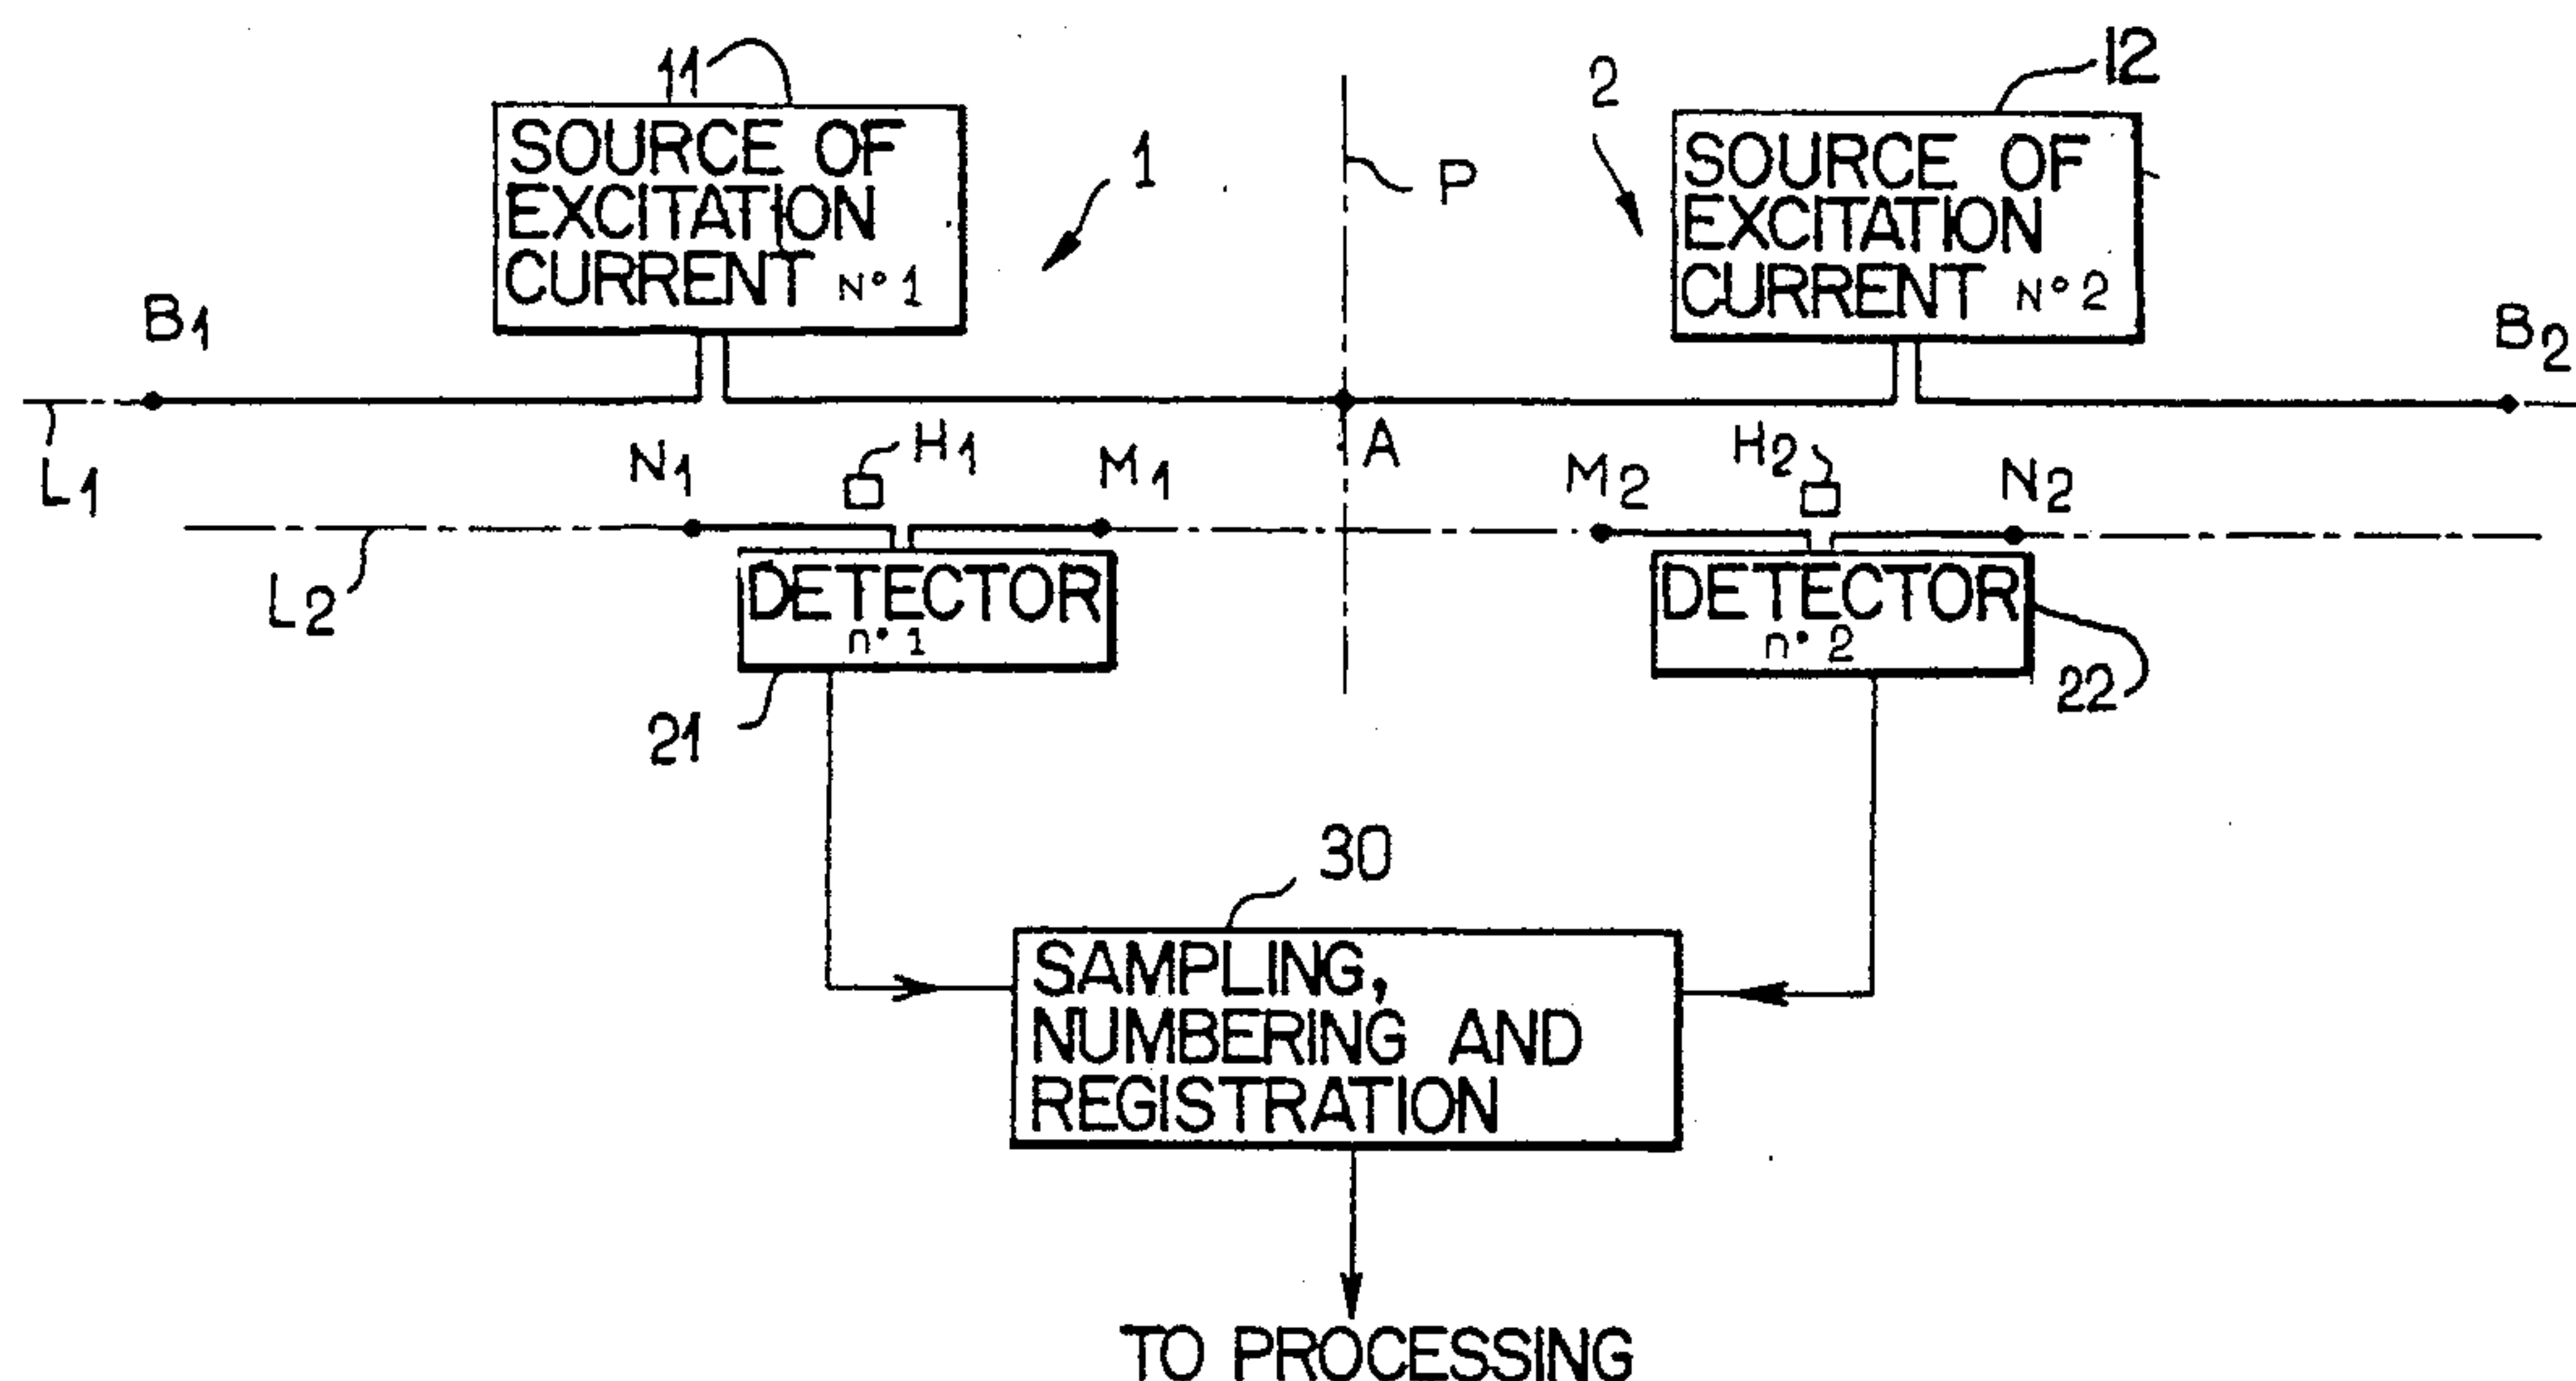 11
12
2
SOURCE OF
EXCITATION
CURRENT N° 1
1
P
SOURCE OF
EXCITATION
CURRENT N° 2
B1
B2
A
L1
N1
H1
M1
M2
H2
N2
L2
DETECTOR
n° 1
DETECTOR
n° 2
21
22
30
SAMPLING,
NUMBERING AND
REGISTRATION
TO PROCESSING